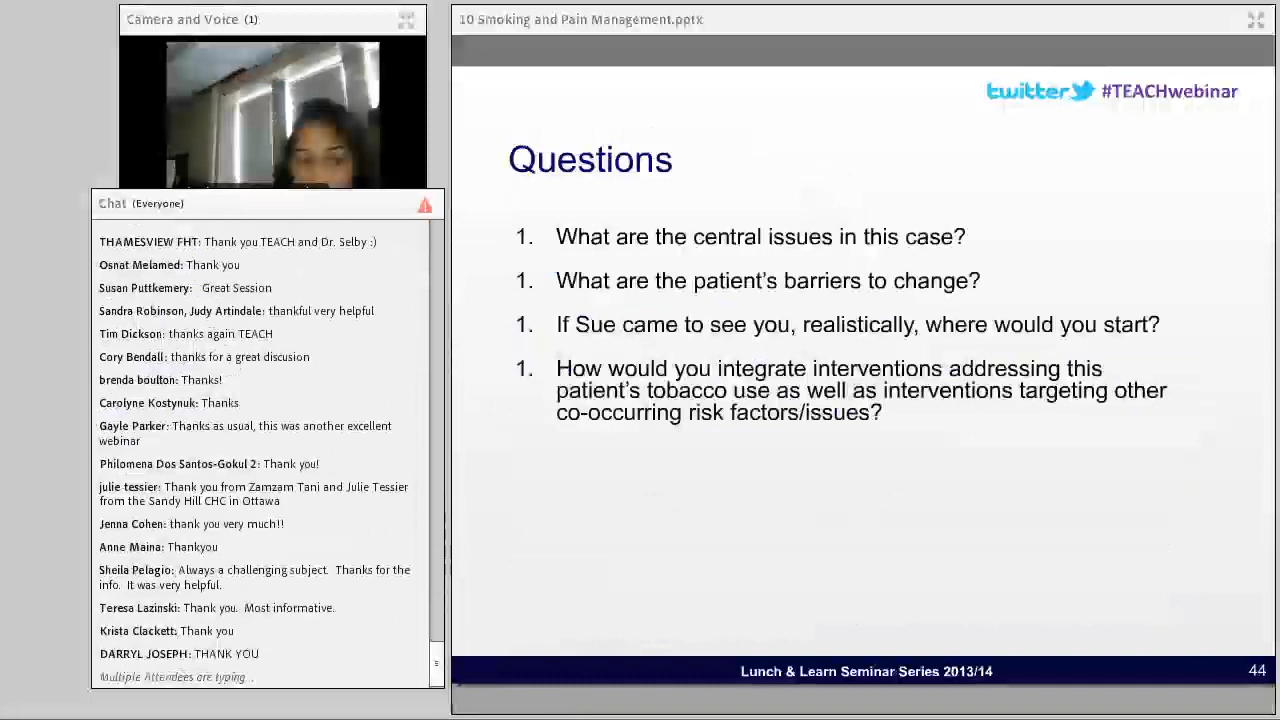 Camera and Voice (1)
Chat (Everyone)
THAMESVIEW FHT: Thank you TEACH and Dr. Selby :)
Osnat Melamed: Thank you
Susan Puttkemery: Great Session
Sandra Robinson, Judy Artindale: thankful very helpful
Tim Dickson: thanks again TEACH
Cory Bendall: thanks for a great discusion
brenda boulton: Thanks!
Carolyne Kostynuk: Thanks
Gayle Parker: Thanks as usual, this was another excellent
webinar
Philomena Dos Santos-Gokul 2: Thank you!
julie tessier: Thank you from Zamzam Tani and Julie Tessier
from the Sandy Hill CHC in Ottawa
Jenna Cohen: thank you very much!!
Anne Maina: Thankyou
Sheila Pelagio: Always a challenging subject. Thanks for the
info. It was very helpful.
Teresa Lazinski: Thank you. Most informative.
Krista Clackett: Thank you
DARRYL JOSEPH: THANK YOU
Multiple Attendees are typing...
10 Smoking and Pain Management.pptx
twitter #TEACHwebinar
Questions
1. What are the central issues in this case?
1. What are the patient's barriers to change?
1. If Sue came to see you, realistically, where would you start?
1. How would you integrate interventions addressing this
patient's tobacco use as well as interventions targeting other
co-occurring risk factors/issues?
Lunch & Learn Seminar Series 2013/14
44